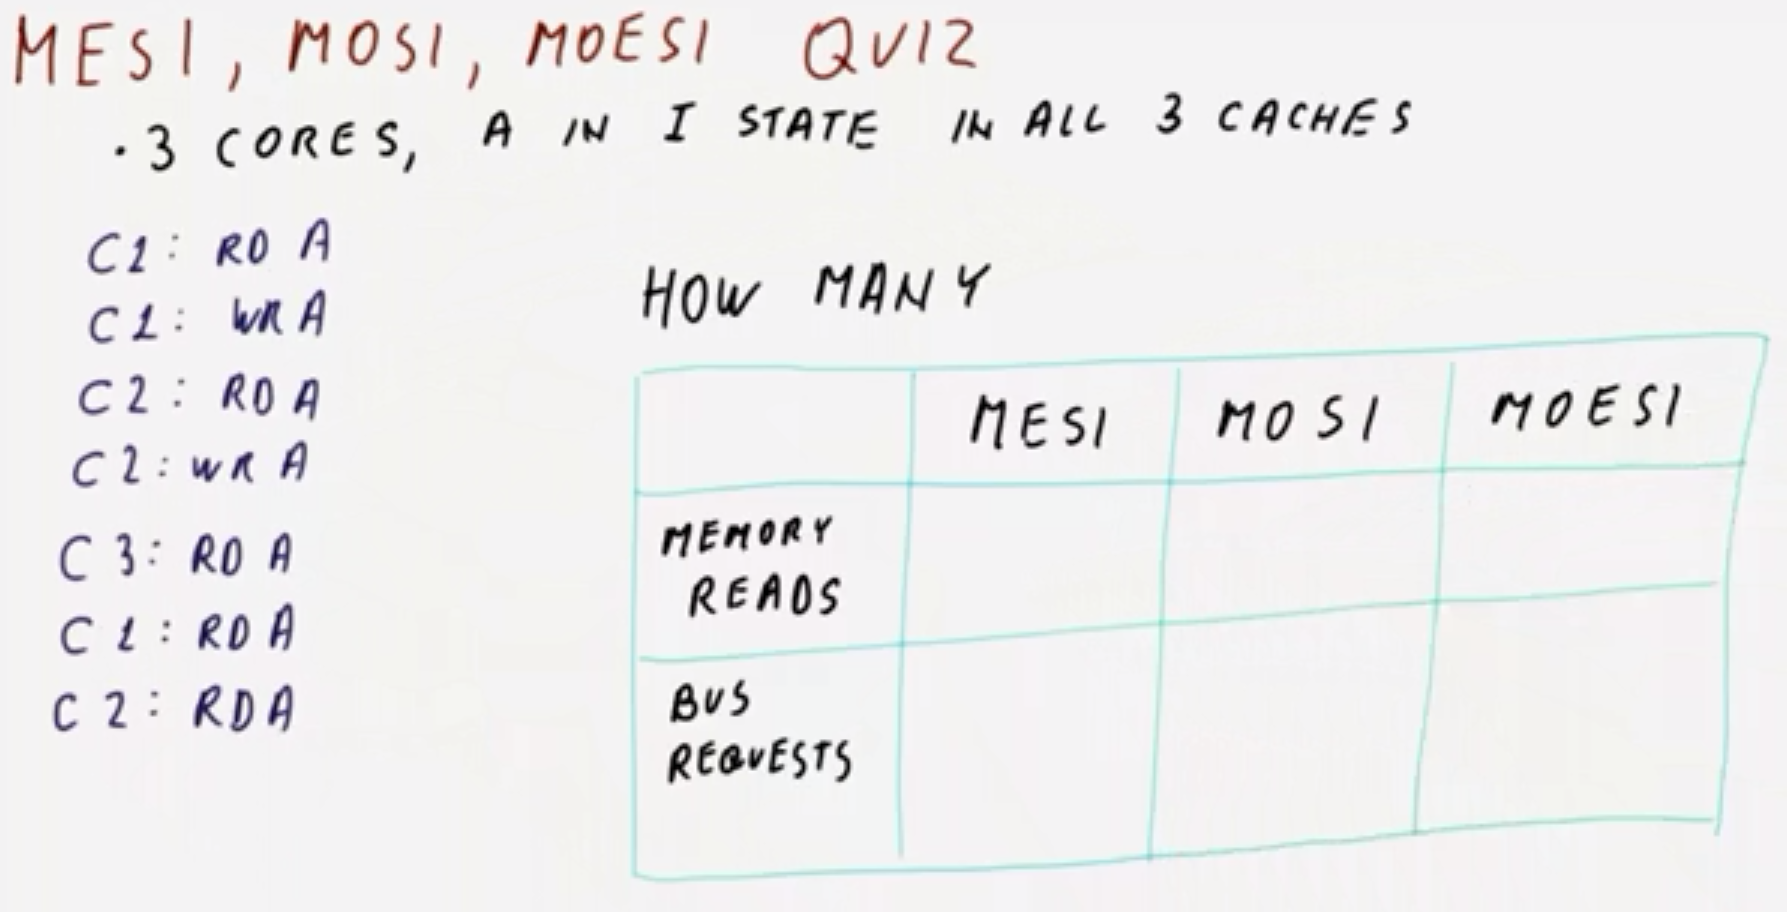 MESI, MOSI, MOESI QUIZ
. 3 CORES, A IN I STATE IN ALL 3 CACHES
C1: RD A
C1: WR A
C2: RD A
C2: WR A
C3: RD A
C1: RD A
C2: RD A
HOW MANY
MESI MOSI MOESI
MEMORY
READS
BUS
REQUESTS